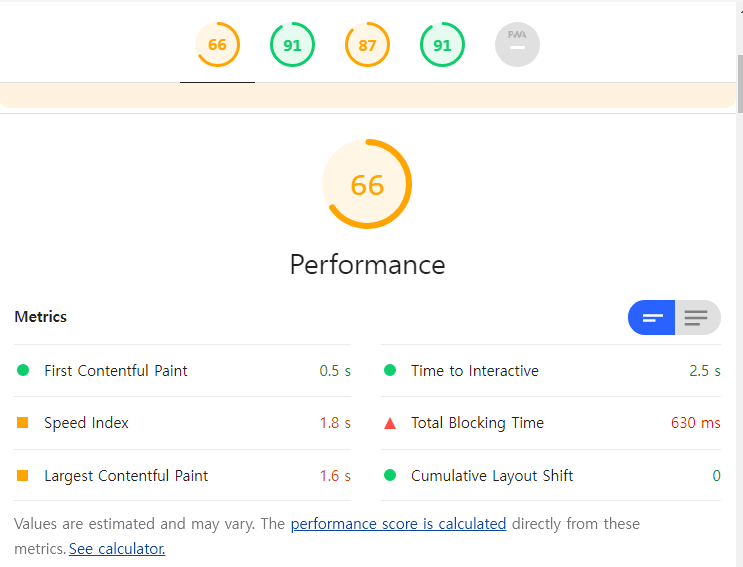 66 91 87 91 PWA
66
Performance
Metrics
First Contentful Paint 0.5 s
Time to Interactive 2.5 s
Speed Index 1.8 s
Total Blocking Time 630 ms
Largest Contentful Paint 1.6 s
Cumulative Layout Shift 0
Values are estimated and may vary. The performance score is calculated directly from these
metrics. See calculator.